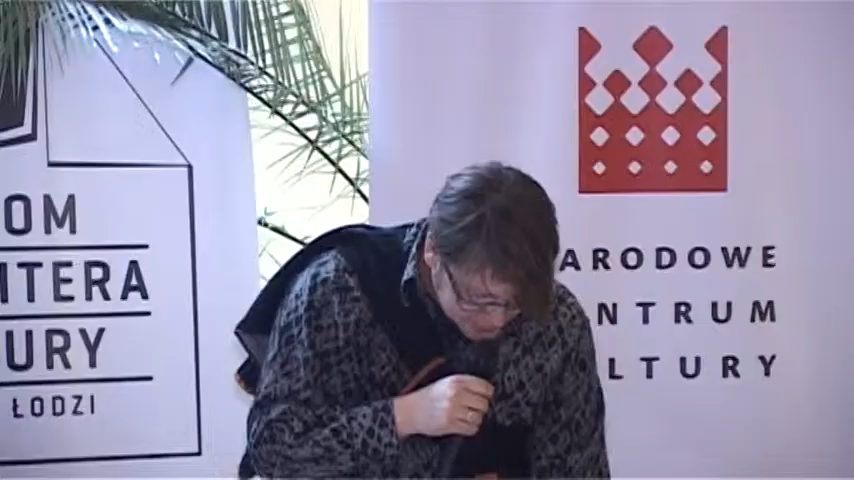 OM
ITERA
URY
ŁODZI
ARODOWE
NTRUM
LTURY